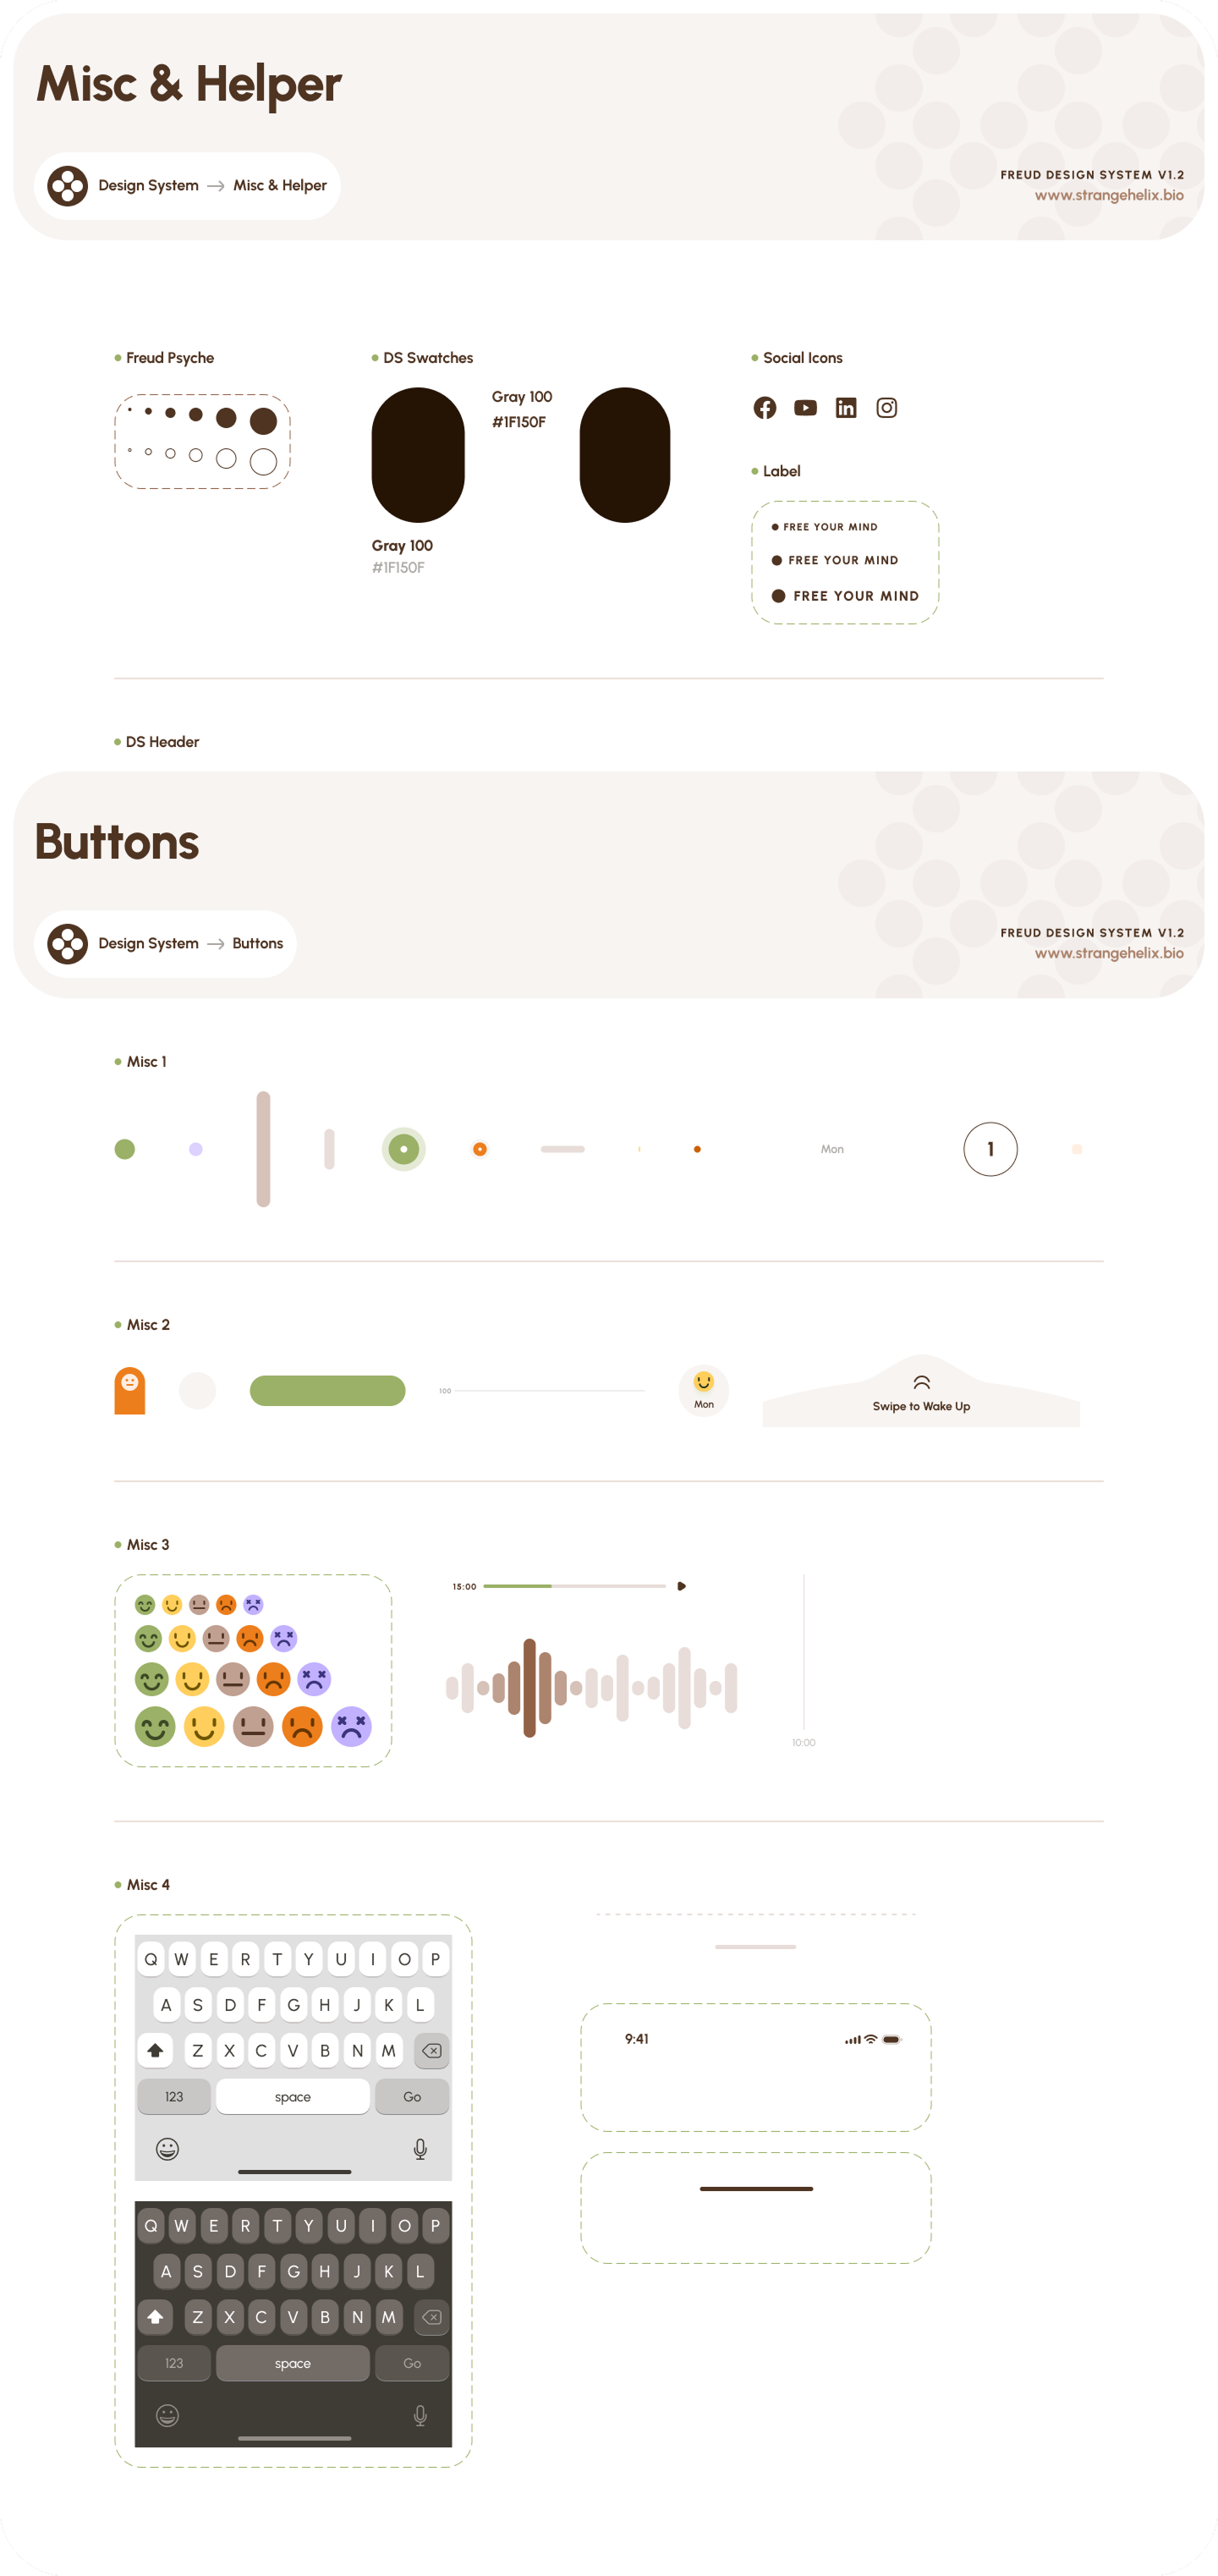 Misc & Helper
Design System → Misc & Helper
FREUD DESIGN SYSTEM V1.2
www.strangehelix.bio
Freud Psyche
DS Swatches
Social Icons
Gray 100
#1F150F
Gray 100
#1F150F
Label
FREE YOUR MIND
FREE YOUR MIND
FREE YOUR MIND
DS Header
Buttons
Design System → Buttons
FREUD DESIGN SYSTEM V1.2
www.strangehelix.bio
Misc 1
Mon
1
Misc 2
100
Mon
Swipe to Wake Up
Misc 3
15:00
10:00
Misc 4
Q W E R T Y U I O P
A S D F G H J K L
Z X C V B N M
123 space Go
9:41
Q W E R T Y U I O P
A S D F G H J K L
Z X C V B N M
123 space Go